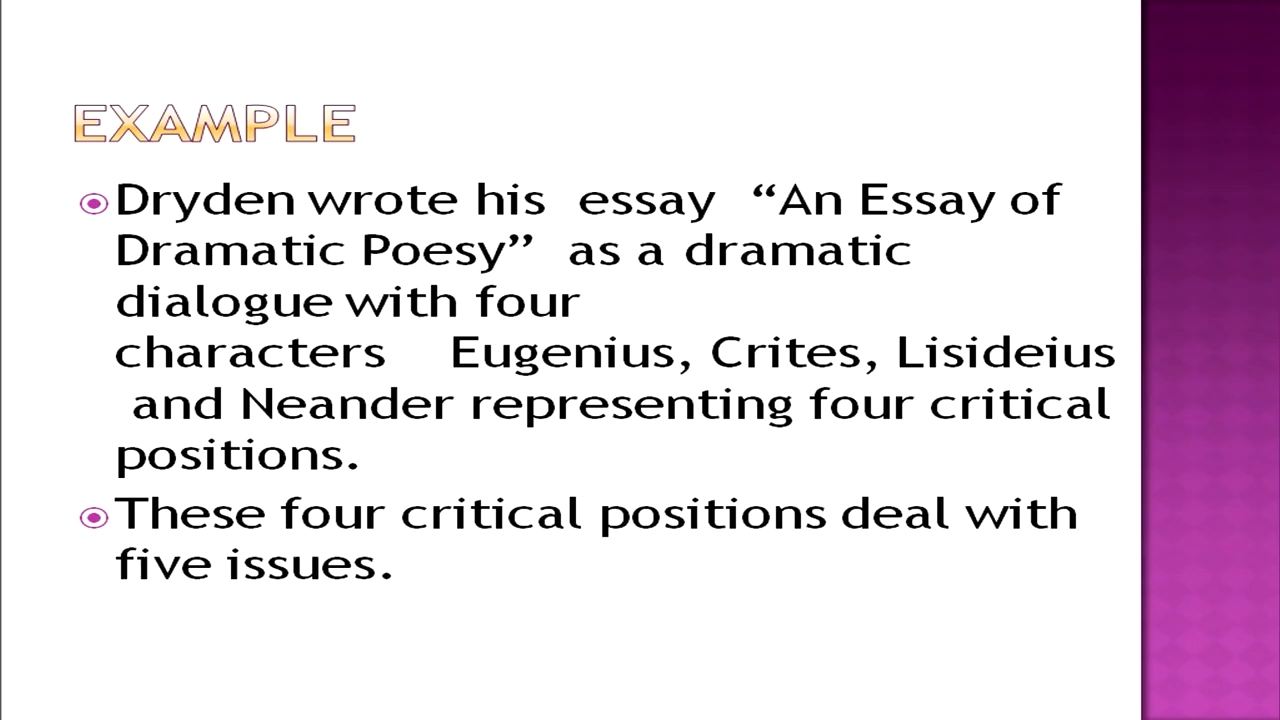 EXAMPLE
Dryden wrote his essay “An Essay of
Dramatic Poesy” as a dramatic
dialogue with four
characters Eugenius, Crites, Lisideius
and Neander representing four critical
positions.
These four critical positions deal with
five issues.